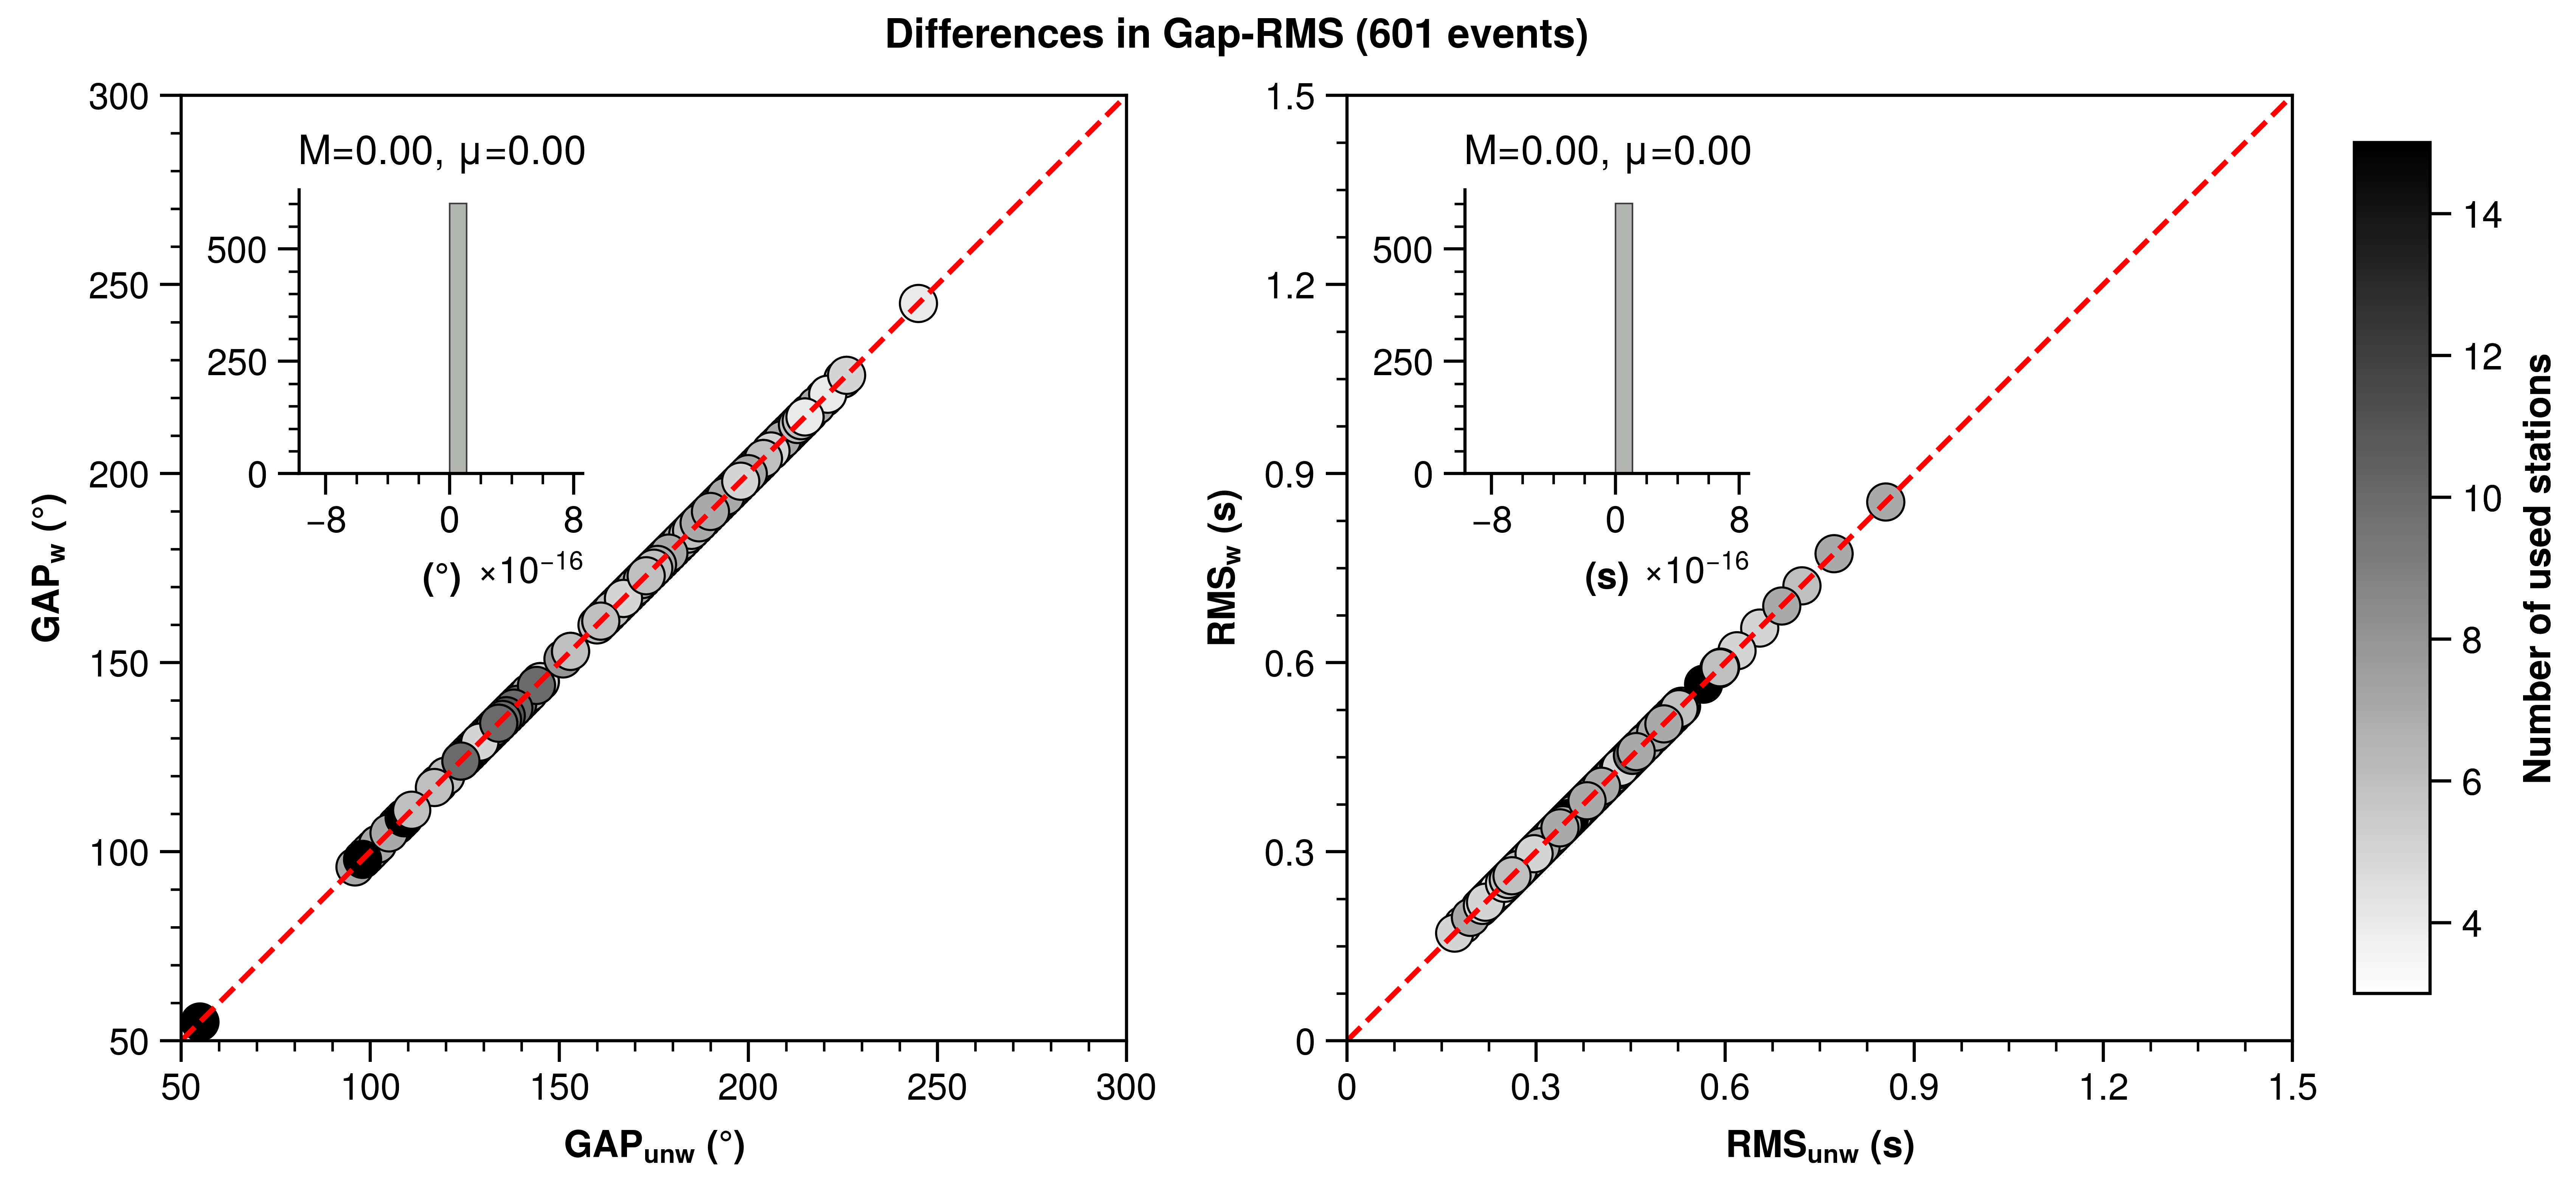 Differences in Gap-RMS (601 events)
300
250
200
150
100
50
GAPw (°)
M=0.00, µ=0.00
500
250
0
−8 0 8
(°) ×10⁻¹⁶
50 100 150 200 250 300
GAPunw (°)
1.5
1.2
0.9
0.6
0.3
0
RMSw (s)
M=0.00, µ=0.00
500
250
0
−8 0 8
(s) ×10⁻¹⁶
0 0.3 0.6 0.9 1.2 1.5
RMSunw (s)
14
12
10
8
6
4
Number of used stations